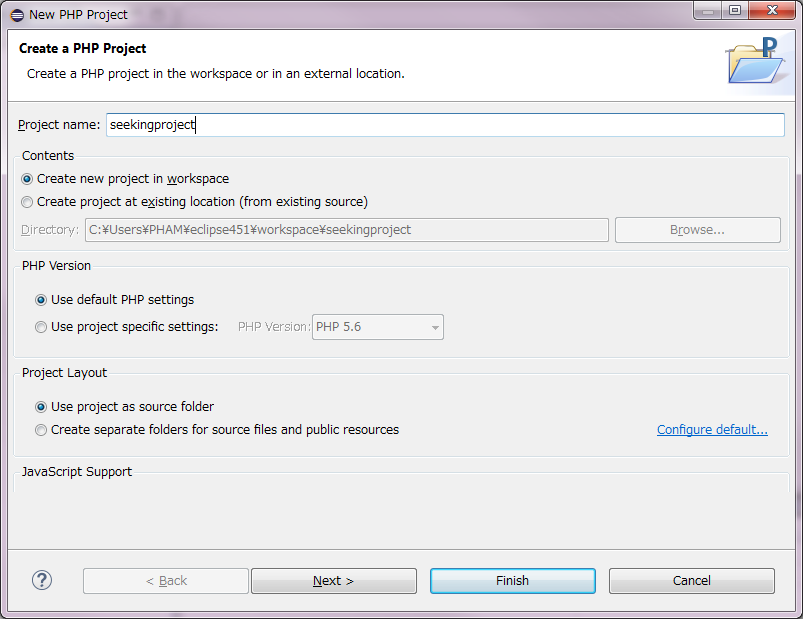 New PHP Project
Create a PHP Project
Create a PHP project in the workspace or in an external location.
P
Project name: seekingproject
Contents
Create new project in workspace
Create project at existing location (from existing source)
Directory: C:¥Users¥PHAM¥eclipse451¥workspace¥seekingproject Browse...
PHP Version
Use default PHP settings
Use project specific settings: PHP Version: PHP 5.6
Project Layout
Use project as source folder
Create separate folders for source files and public resources Configure default...
JavaScript Support
? < Back Next > Finish Cancel